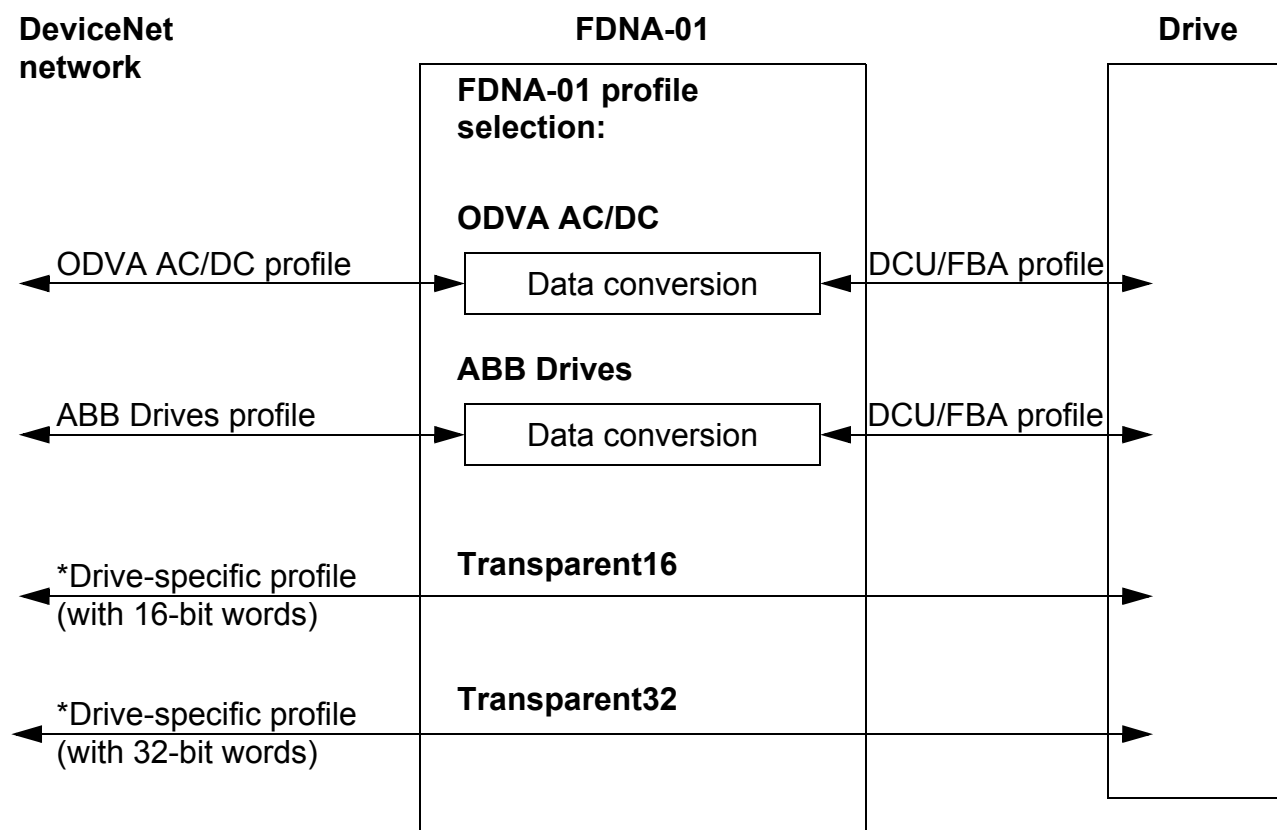 DeviceNet
network
FDNA-01
Drive
FDNA-01 profile
selection:
ODVA AC/DC
ODVA AC/DC profile
Data conversion
DCU/FBA profile
ABB Drives
ABB Drives profile
Data conversion
DCU/FBA profile
Transparent16
*Drive-specific profile
(with 16-bit words)
Transparent32
*Drive-specific profile
(with 32-bit words)